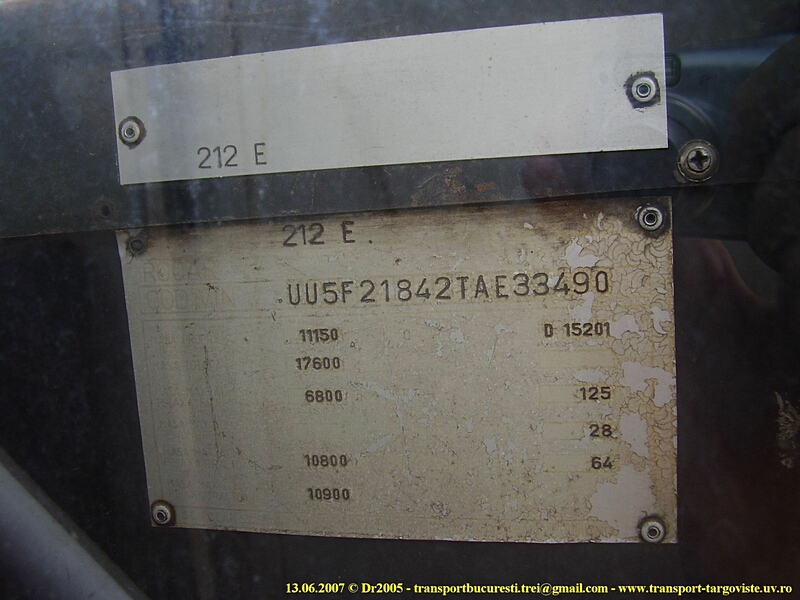 212 E
212 E.
UU5F21842TAE33490
11150 D 15201
17600
6800 125
28
10800 64
10900
13.06.2007 © Dr2005 - transportbucuresti.trei@gmail.com - www.transport-targoviste.uv.ro